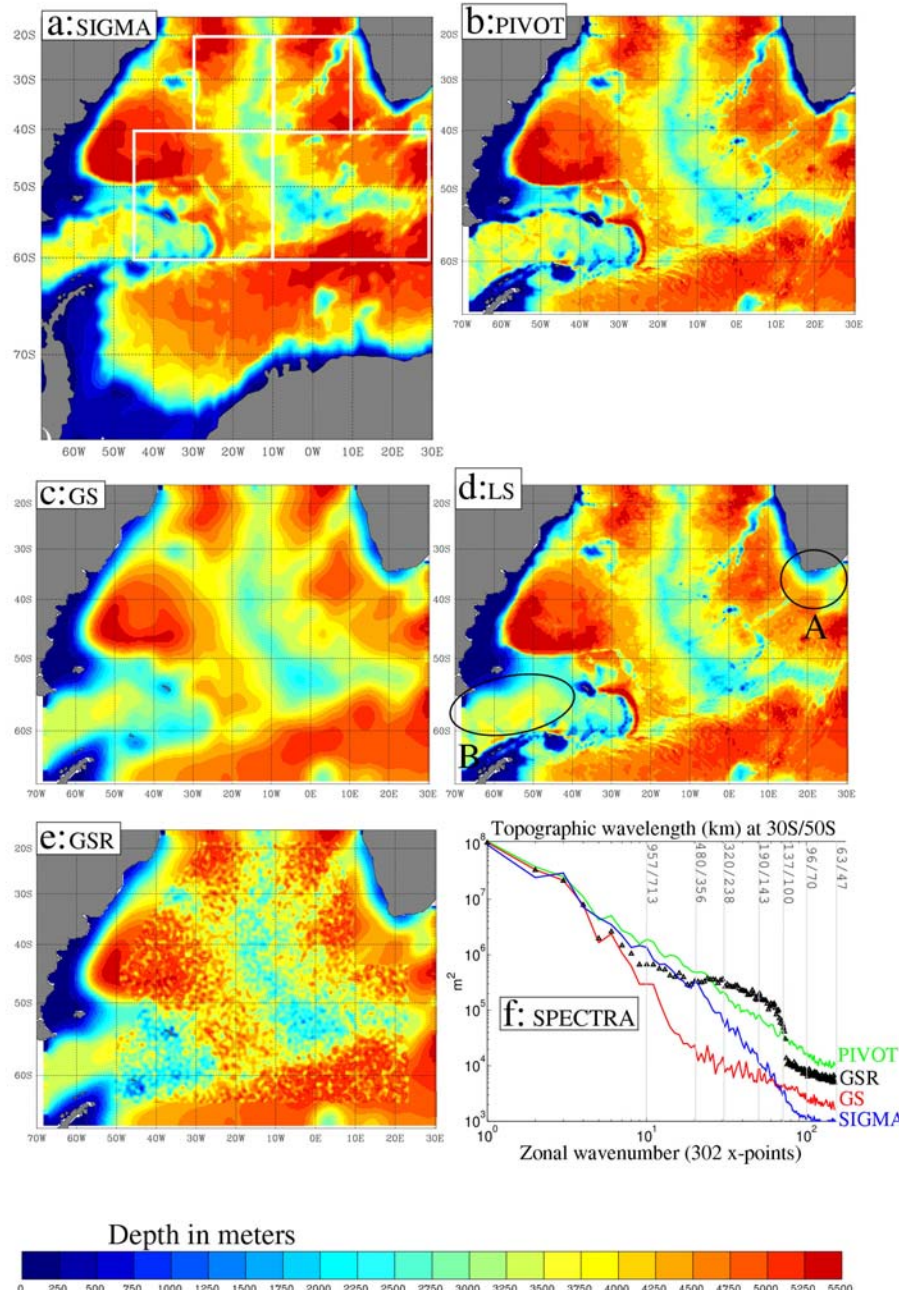 a:SIGMA
20S
30S
40S
50S
60S
70S
60W 50W 40W 30W 20W 10W 0W 10E 20E 30E
b:PIVOT
20S
30S
40S
50S
60S
70W 60W 50W 40W 30W 20W 10W 0E 10E 20E 30E
c:GS
20S
30S
40S
50S
60S
70W 60W 50W 40W 30W 20W 10W 0E 10E 20E 30E
d:LS
A
B
20S
30S
40S
50S
60S
70W 60W 50W 40W 30W 20W 10W 0E 10E 20E 30E
e:GSR
20S
30S
40S
50S
60S
70W 60W 50W 40W 30W 20W 10W 0E 10E 20E 30E
Topographic wavelength (km) at 30S/50S
957/713
480/356
320/238
190/143
137/100
96/70
63/47
10^8
10^7
10^6
10^5
10^4
10^3
m²
f: SPECTRA
PIVOT
GSR
GS
SIGMA
10^0 10^1 10^2
Zonal wavenumber (302 x-points)
Depth in meters
0 250 500 750 1000 1250 1500 1750 2000 2250 2500 2750 3000 3250 3500 3750 4000 4250 4500 4750 5000 5250 5500